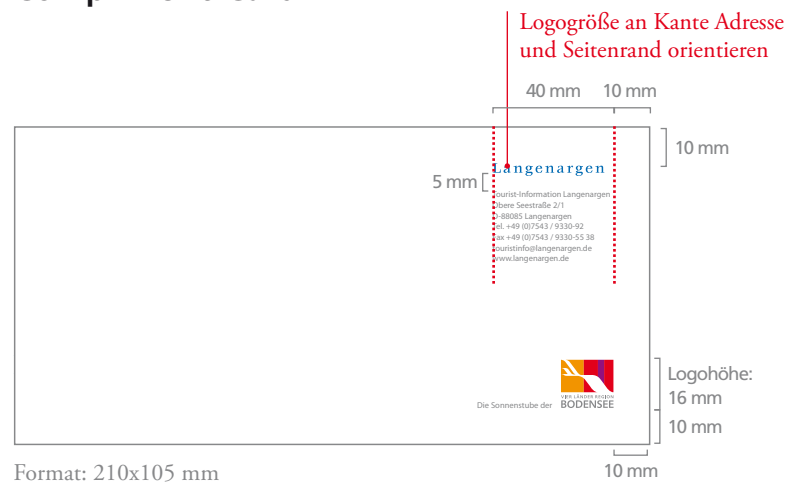 Logogröße an Kante Adresse
und Seitenrand orientieren
40 mm
10 mm
10 mm
5 mm
Langenargen
Tourist-Information Langenargen
Obere Seestraße 2/1
D-88085 Langenargen
Tel. +49 (0)7543 / 9330-92
Fax +49 (0)7543 / 9330-55 38
touristinfo@langenargen.de
www.langenargen.de
Logohöhe:
16 mm
VIER LÄNDER REGION
Die Sonnenstube der BODENSEE
10 mm
Format: 210x105 mm
10 mm